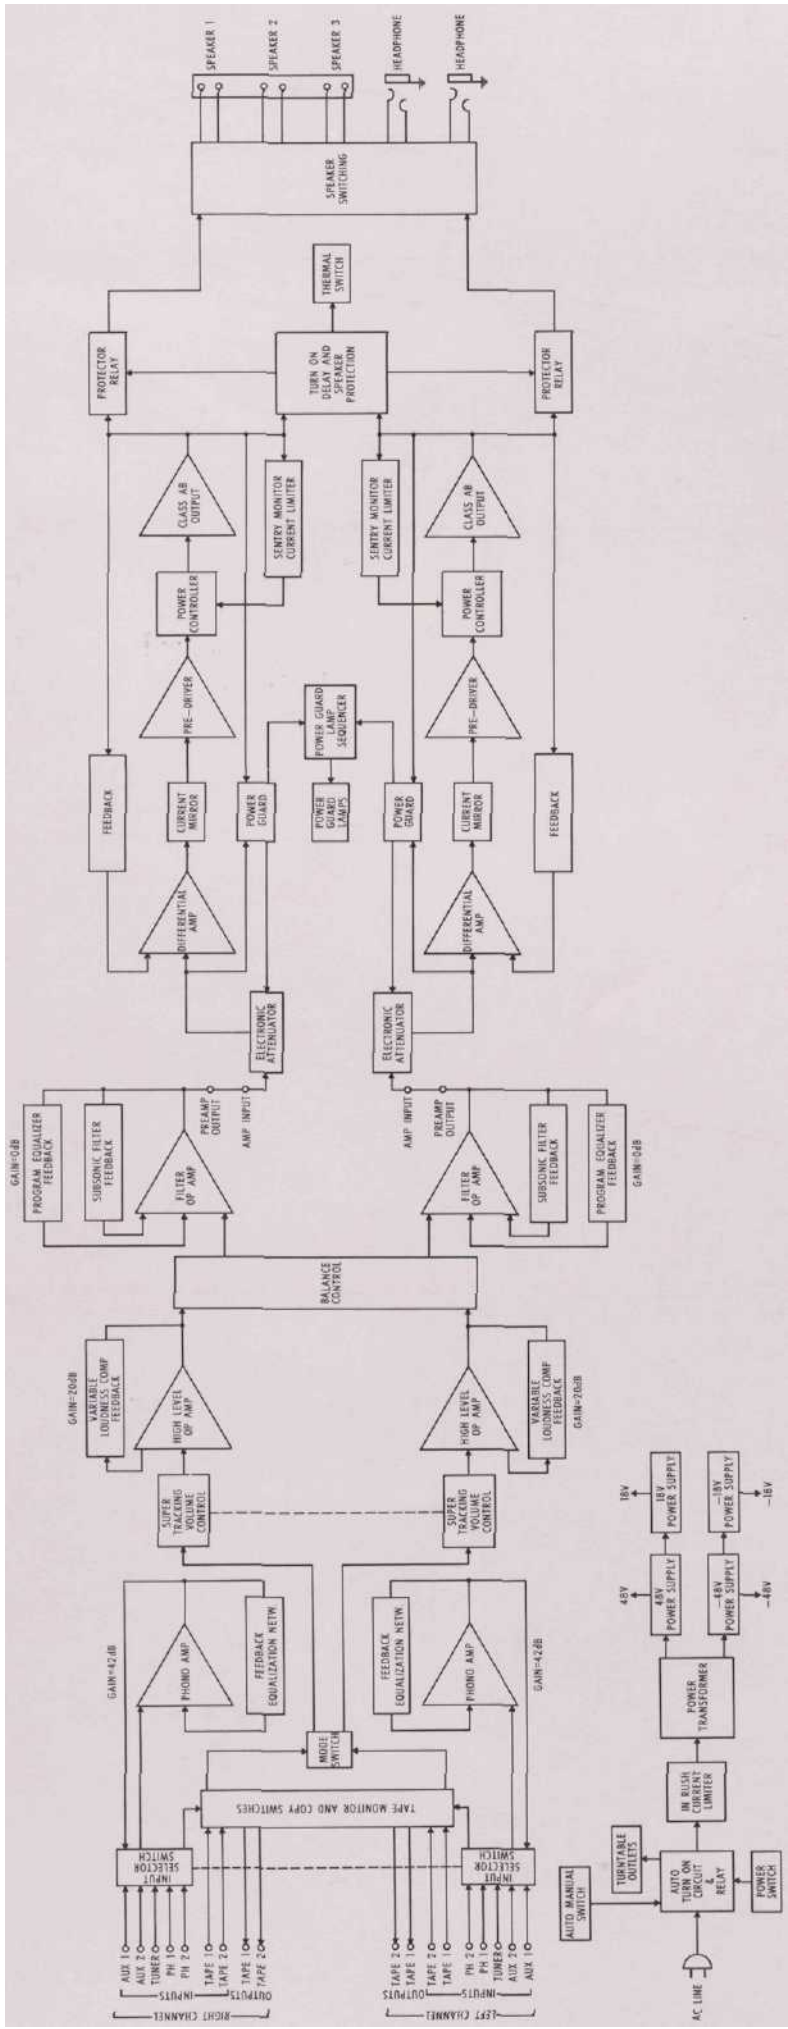 RIGHT CHANNEL
INPUTS
OUTPUTS
AUX 1
AUX 2
TUNER
PH 1
PH 2
TAPE 1
TAPE 2
TAPE 1
TAPE 2
INPUT
SELECTOR
SWITCH
GAIN=42dB
PHONO AMP
FEEDBACK
EQUALIZATION NETW.
TAPE MONITOR AND COPY SWITCHES
MODE
SWITCH
SUPER
TRACKING
VOLUME
CONTROL
GAIN=20dB
VARIABLE
LOUDNESS COMP
FEEDBACK
HIGH LEVEL
OP AMP
BALANCE
CONTROL
GAIN=0dB
PROGRAM EQUALIZER
FEEDBACK
SUBSONIC FILTER
FEEDBACK
FILTER
OP AMP
PREAMP
OUTPUT
AMP INPUT
ELECTRONIC
ATTENUATOR
FEEDBACK
DIFFERENTIAL
AMP
CURRENT
MIRROR
PRE-DRIVER
POWER
CONTROLLER
CLASS AB
OUTPUT
POWER
GUARD
SENTRY MONITOR
CURRENT LIMITER
PROTECTOR
RELAY
POWER GUARD
LAMP
SEQUENCER
POWER
GUARD
LAMPS
TURN ON
DELAY AND
SPEAKER
PROTECTION
THERMAL
SWITCH
SPEAKER
SWITCHING
SPEAKER 1
SPEAKER 2
SPEAKER 3
HEADPHONE
HEADPHONE
LEFT CHANNEL
OUTPUTS
INPUTS
TAPE 2
TAPE 1
TAPE 2
TAPE 1
PH 2
PH 1
TUNER
AUX 2
AUX 1
INPUT
SELECTOR
SWITCH
FEEDBACK
EQUALIZATION NETW.
PHONO AMP
GAIN=42dB
SUPER
TRACKING
VOLUME
CONTROL
HIGH LEVEL
OP AMP
VARIABLE
LOUDNESS COMP
FEEDBACK
GAIN=20dB
AMP INPUT
PREAMP
OUTPUT
FILTER
OP AMP
SUBSONIC FILTER
FEEDBACK
PROGRAM EQUALIZER
FEEDBACK
GAIN=0dB
ELECTRONIC
ATTENUATOR
POWER
GUARD
SENTRY MONITOR
CURRENT LIMITER
DIFFERENTIAL
AMP
CURRENT
MIRROR
PRE-DRIVER
POWER
CONTROLLER
CLASS AB
OUTPUT
FEEDBACK
PROTECTOR
RELAY
AC LINE
AUTO MANUAL
SWITCH
TURNTABLE
OUTLETS
AUTO
TURN ON
CIRCUIT
&
RELAY
POWER
SWITCH
IN RUSH
CURRENT
LIMITER
POWER
TRANSFORMER
48V
48V
POWER SUPPLY
18V
18V
POWER SUPPLY
-48V
POWER SUPPLY
-48V
-18V
POWER SUPPLY
-18V